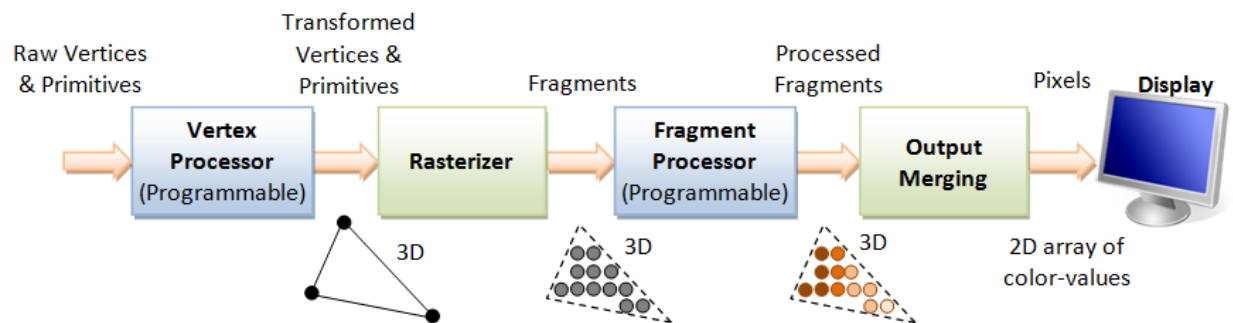 Raw Vertices
& Primitives
Transformed
Vertices &
Primitives
Fragments
Processed
Fragments
Pixels
Display
Vertex
Processor
(Programmable)
Rasterizer
Fragment
Processor
(Programmable)
Output
Merging
3D
3D
3D
2D array of
color-values